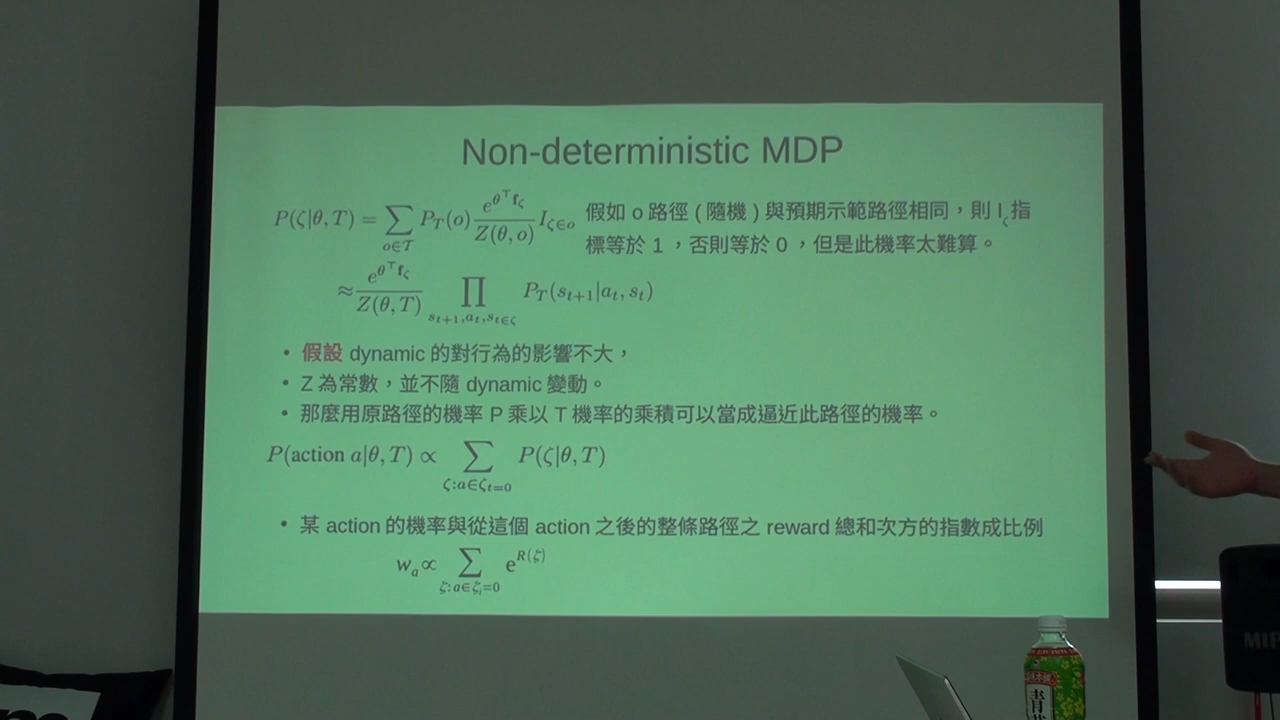 Non-deterministic MDP
P(ζ|θ, T) = ∑_{o∈𝒯} P_T(o) \frac{e^{θ^⊤ f_ζ}}{Z(θ, o)} I_{ζ∈o}
假如 o 路徑 ( 隨機 ) 與預期示範路徑相同，則 I_ζ 指
標等於 1 ，否則等於 0 ，但是此機率太難算。
≈ \frac{e^{θ^⊤ f_ζ}}{Z(θ, T)} ∏_{s_{t+1}, a_t, s_t∈ζ} P_T(s_{t+1}|a_t, s_t)
• 假設 dynamic 的對行為的影響不大，
• Z 為常數，並不隨 dynamic 變動。
• 那麼用原路徑的機率 P 乘以 T 機率的乘積可以當成逼近此路徑的機率。
P(action a|θ, T) ∝ ∑_{ζ:a∈ζ_{t=0}} P(ζ|θ, T)
• 某 action 的機率與從這個 action 之後的整條路徑之 reward 總和次方的指數成比例
w_a ∝ ∑_{ζ:a∈ζ_t=0} e^{R(ζ)}